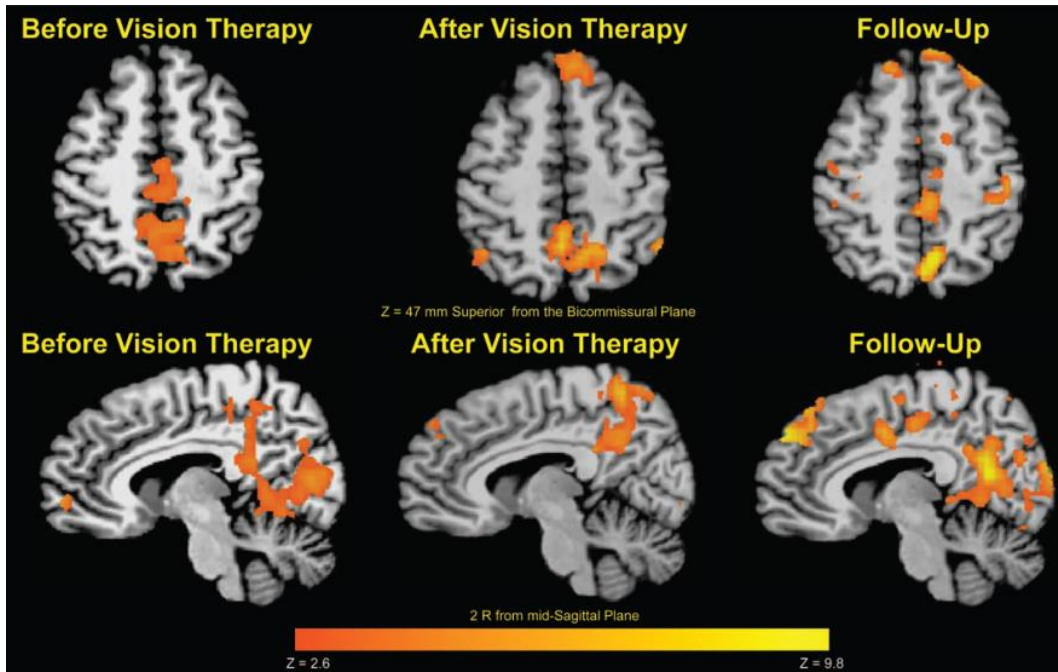 Before Vision Therapy
After Vision Therapy
Follow-Up
Z = 47 mm Superior from the Bicommissural Plane
Before Vision Therapy
After Vision Therapy
Follow-Up
2 R from mid-Sagittal Plane
Z = 2.6
Z = 9.8